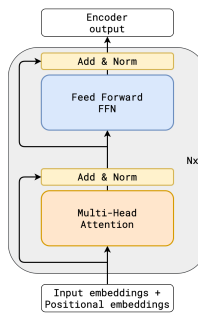 Encoder
output
Add & Norm
Feed Forward
FFN
Nx
Add & Norm
Multi-Head
Attention
Input embeddings +
Positional embeddings